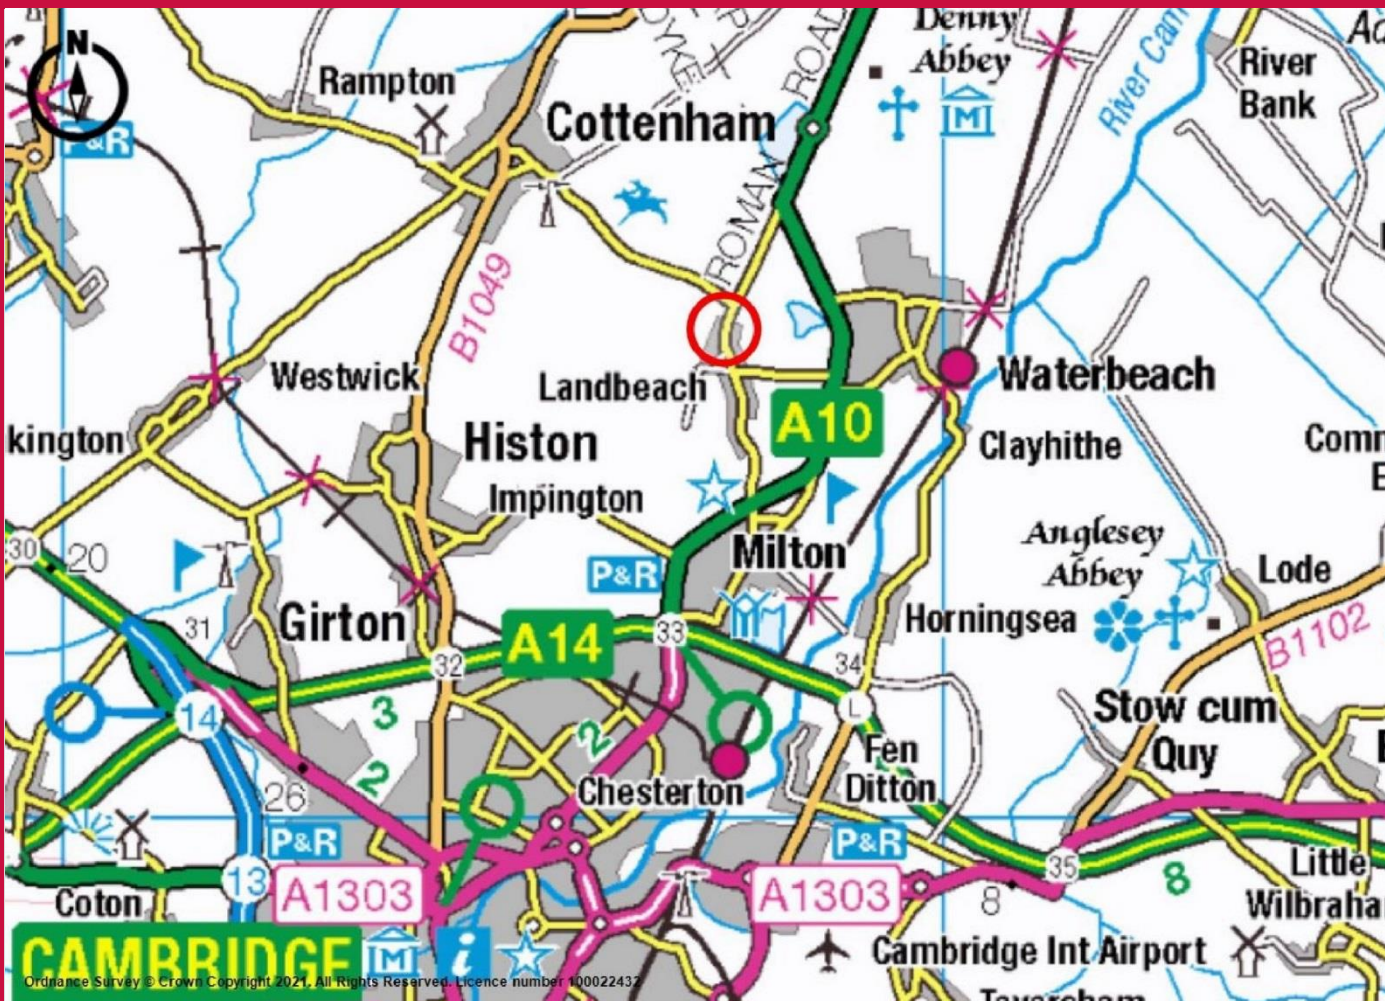 Denny
Abbey
N
Rampton
ROMAN ROAD
River Cam
River
Bank
P&R
Cottenham
B1049
Westwick
Landbeach
Waterbeach
A10
kington
Histon
Clayhithe
Impington
Anglesey
Abbey
30
20
P&R
Milton
Lode
31
Girton
Horningsea
B1102
A14
33
32
34
14
3
L
Stow cum
Quy
2
2
Fen
Ditton
26
Chesterton
P&R
P&R
13
A1303
A1303
35
8
8
Little
Coton
CAMBRIDGE
i
Cambridge Int Airport
Ordnance Survey © Crown Copyright 2021. All Rights Reserved. Licence number 100022432